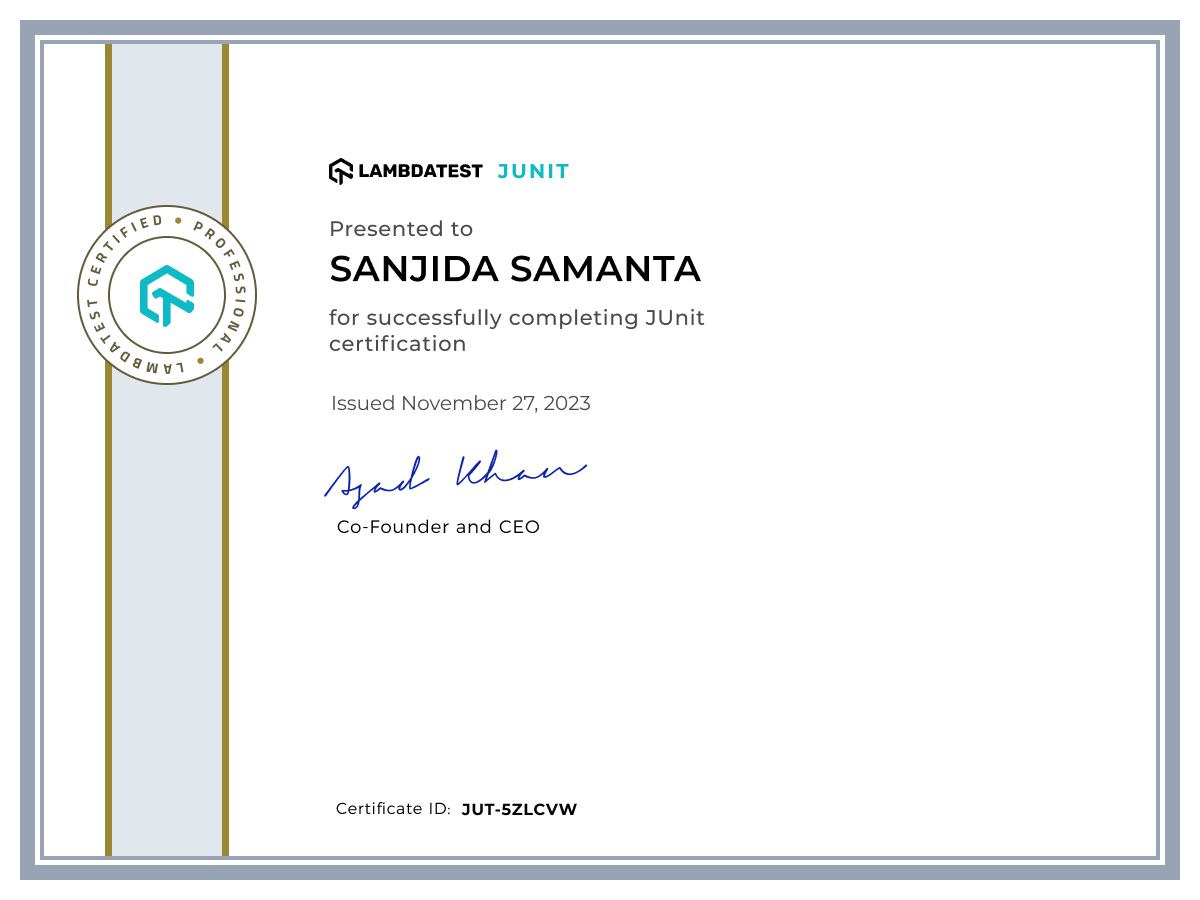 LAMBDATEST JUNIT
LAMBDATEST CERTIFIED • PROFESSIONAL •
Presented to
SANJIDA SAMANTA
for successfully completing JUnit
certification
Issued November 27, 2023
Asad Khan
Co-Founder and CEO
Certificate ID: JUT-5ZLCVW